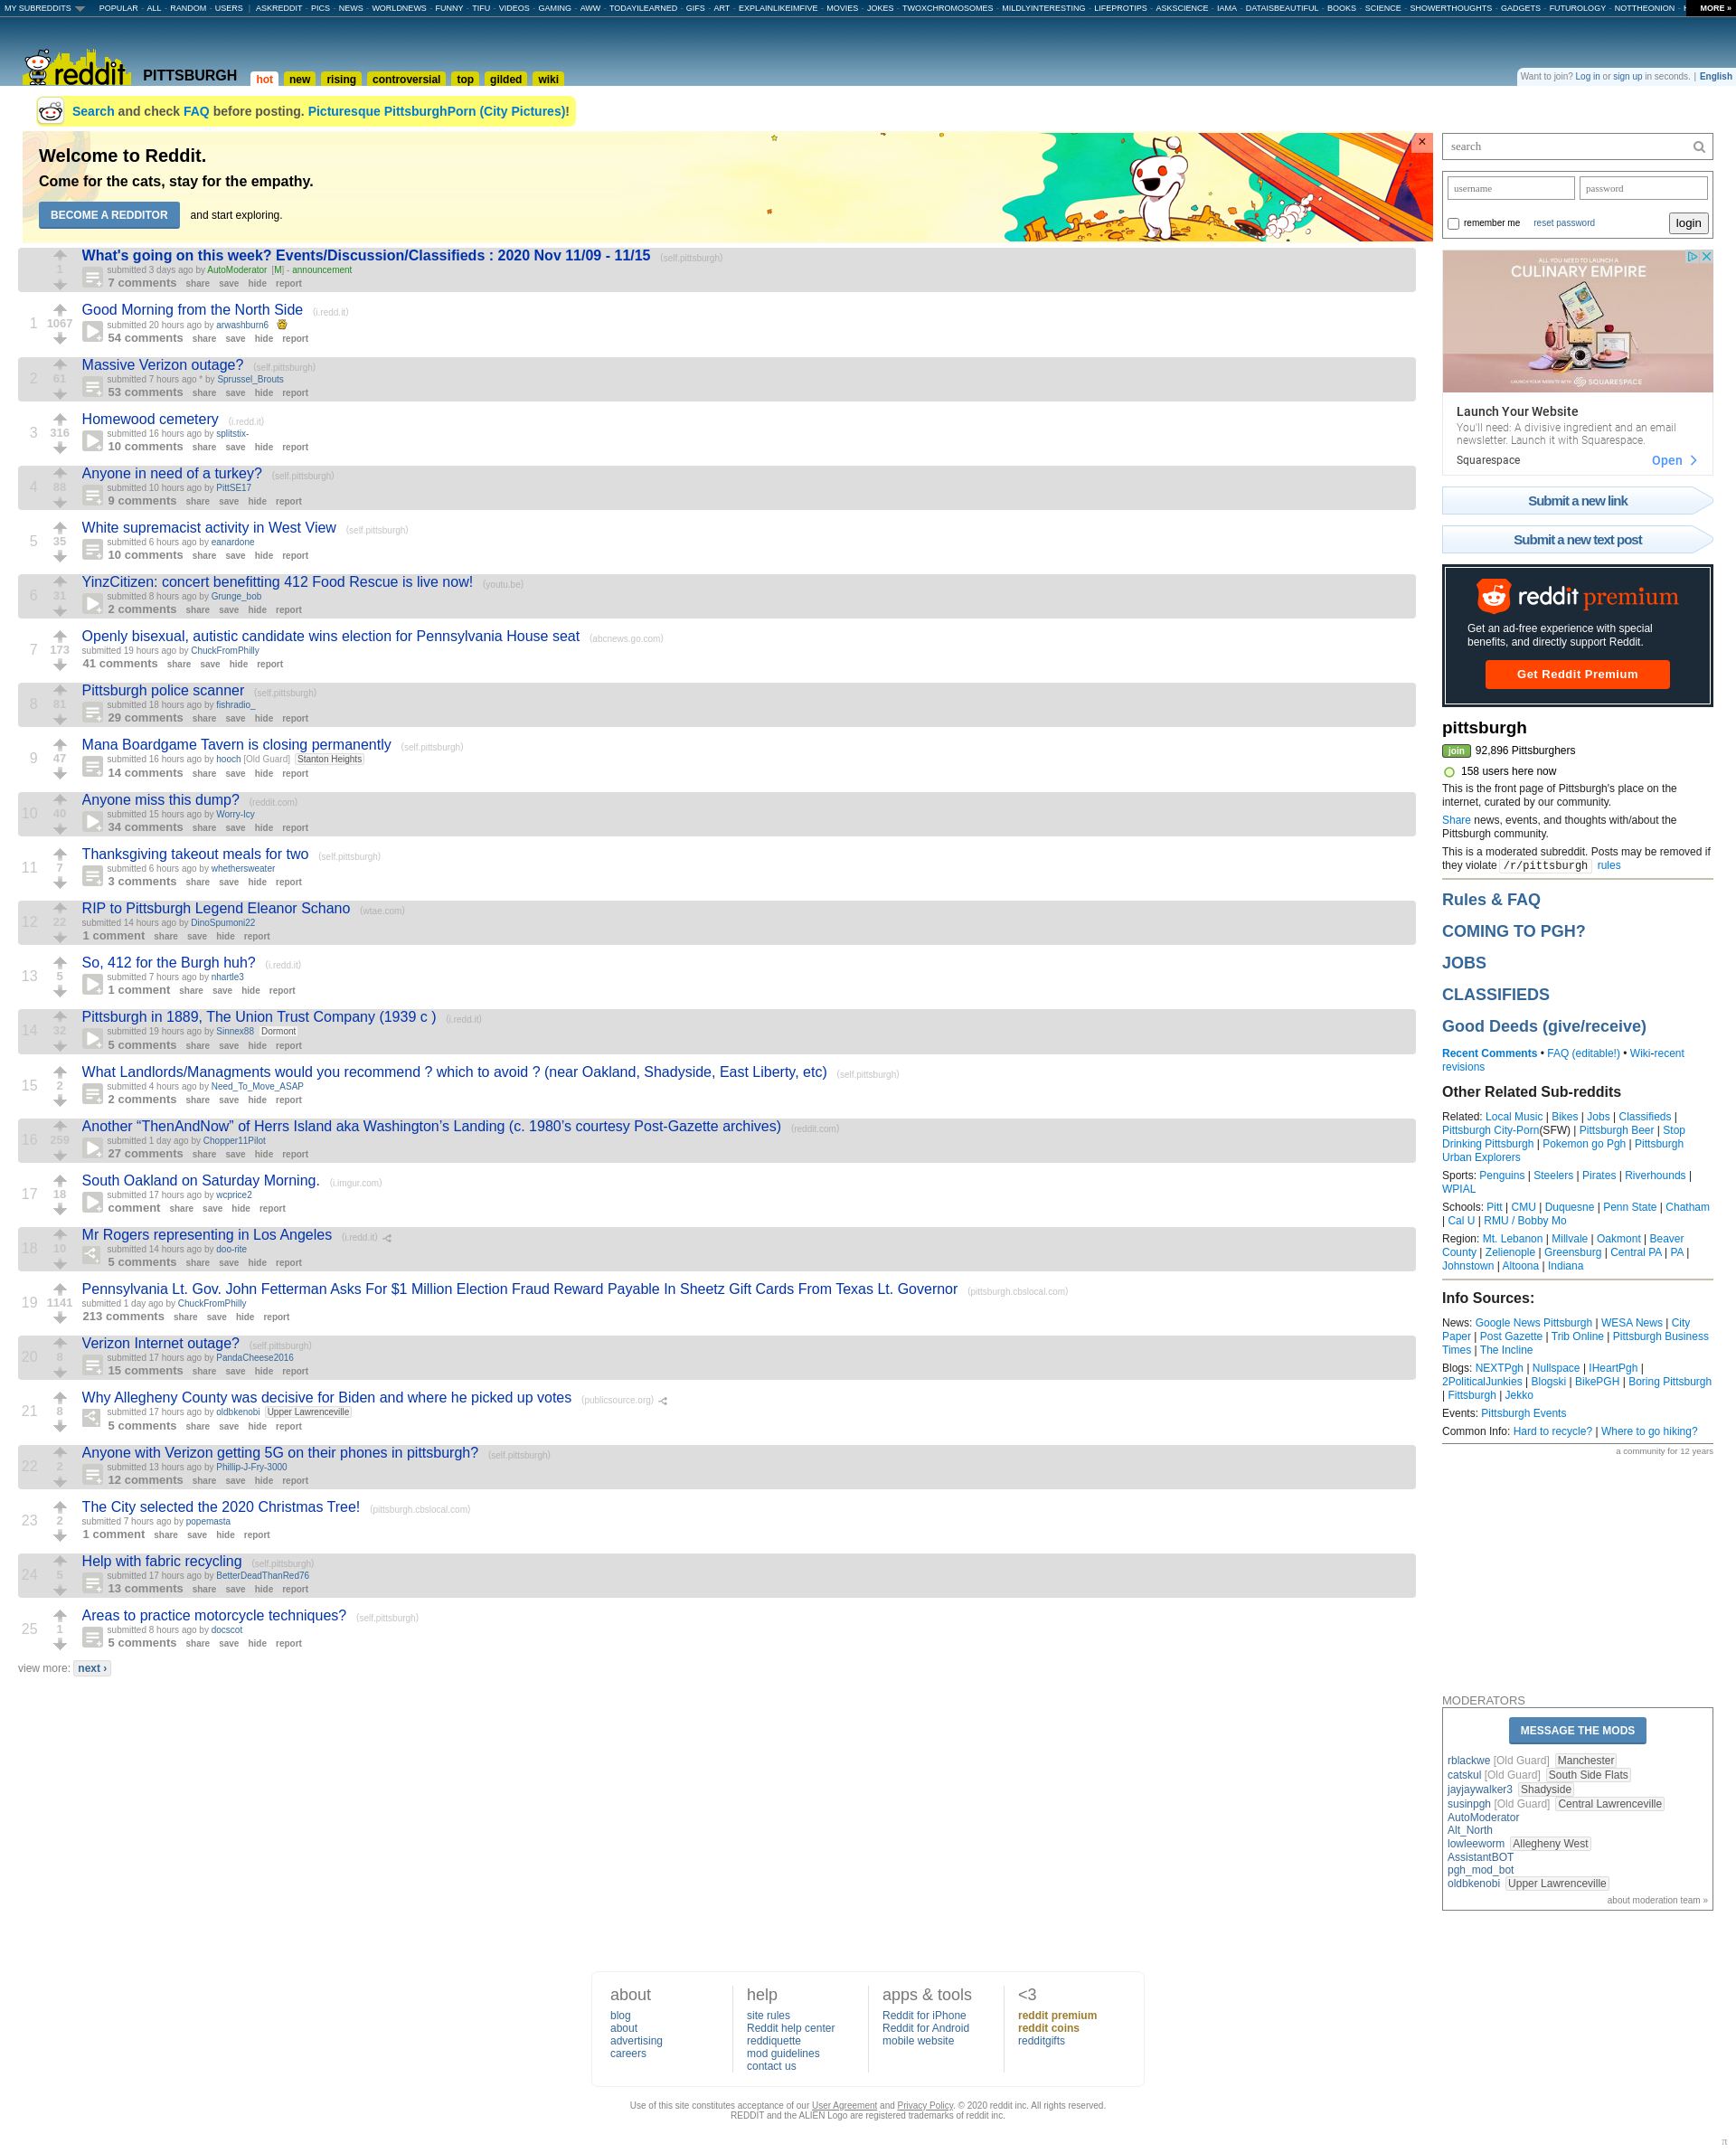 MY SUBREDDITS POPULAR - ALL - RANDOM - USERS | ASKREDDIT - PICS - NEWS - WORLDNEWS - FUNNY - TIFU - VIDEOS - GAMING - AWW - TODAYILEARNED - GIFS - ART - EXPLAINLIKEIMFIVE - MOVIES - JOKES - TWOXCHROMOSOMES - MILDLYINTERESTING - LIFEPROTIPS - ASKSCIENCE - IAMA - DATAISBEAUTIFUL - BOOKS - SCIENCE - SHOWERTHOUGHTS - GADGETS - FUTUROLOGY - NOTTHEONION - MORE »
reddit PITTSBURGH hot new rising controversial top gilded wiki
Want to join? Log in or sign up in seconds. | English
Search and check FAQ before posting. Picturesque PittsburghPorn (City Pictures)!
Welcome to Reddit.
Come for the cats, stay for the empathy.
BECOME A REDDITOR and start exploring.
×
1
What's going on this week? Events/Discussion/Classifieds : 2020 Nov 11/09 - 11/15 (self.pittsburgh)
submitted 3 days ago by AutoModerator [M] - announcement
7 comments share save hide report
1 1067
Good Morning from the North Side (i.redd.it)
submitted 20 hours ago by arwashburn6
54 comments share save hide report
2 61
Massive Verizon outage? (self.pittsburgh)
submitted 7 hours ago * by Sprussel_Brouts
53 comments share save hide report
3 316
Homewood cemetery (i.redd.it)
submitted 16 hours ago by splitstix-
10 comments share save hide report
4 88
Anyone in need of a turkey? (self.pittsburgh)
submitted 10 hours ago by PittSE17
9 comments share save hide report
5 35
White supremacist activity in West View (self.pittsburgh)
submitted 6 hours ago by eanardone
10 comments share save hide report
6 31
YinzCitizen: concert benefitting 412 Food Rescue is live now! (youtu.be)
submitted 8 hours ago by Grunge_bob
2 comments share save hide report
7 173
Openly bisexual, autistic candidate wins election for Pennsylvania House seat (abcnews.go.com)
submitted 19 hours ago by ChuckFromPhilly
41 comments share save hide report
8 81
Pittsburgh police scanner (self.pittsburgh)
submitted 18 hours ago by fishradio_
29 comments share save hide report
9 47
Mana Boardgame Tavern is closing permanently (self.pittsburgh)
submitted 16 hours ago by hooch [Old Guard] Stanton Heights
14 comments share save hide report
10 40
Anyone miss this dump? (reddit.com)
submitted 15 hours ago by Worry-Icy
34 comments share save hide report
11 7
Thanksgiving takeout meals for two (self.pittsburgh)
submitted 6 hours ago by whethersweater
3 comments share save hide report
12 22
RIP to Pittsburgh Legend Eleanor Schano (wtae.com)
submitted 14 hours ago by DinoSpumoni22
1 comment share save hide report
13 5
So, 412 for the Burgh huh? (i.redd.it)
submitted 7 hours ago by nhartle3
1 comment share save hide report
14 32
Pittsburgh in 1889, The Union Trust Company (1939 c ) (i.redd.it)
submitted 19 hours ago by Sinnex88 Dormont
5 comments share save hide report
15 2
What Landlords/Managments would you recommend ? which to avoid ? (near Oakland, Shadyside, East Liberty, etc) (self.pittsburgh)
submitted 4 hours ago by Need_To_Move_ASAP
2 comments share save hide report
16 259
Another “ThenAndNow” of Herrs Island aka Washington’s Landing (c. 1980’s courtesy Post-Gazette archives) (reddit.com)
submitted 1 day ago by Chopper11Pilot
27 comments share save hide report
17 18
South Oakland on Saturday Morning. (i.imgur.com)
submitted 17 hours ago by wcprice2
comment share save hide report
18 10
Mr Rogers representing in Los Angeles (i.redd.it)
submitted 14 hours ago by doo-rite
5 comments share save hide report
19 1141
Pennsylvania Lt. Gov. John Fetterman Asks For $1 Million Election Fraud Reward Payable In Sheetz Gift Cards From Texas Lt. Governor (pittsburgh.cbslocal.com)
submitted 1 day ago by ChuckFromPhilly
213 comments share save hide report
20 8
Verizon Internet outage? (self.pittsburgh)
submitted 17 hours ago by PandaCheese2016
15 comments share save hide report
21 8
Why Allegheny County was decisive for Biden and where he picked up votes (publicsource.org)
submitted 17 hours ago by oldbkenobi Upper Lawrenceville
5 comments share save hide report
22 2
Anyone with Verizon getting 5G on their phones in pittsburgh? (self.pittsburgh)
submitted 13 hours ago by Phillip-J-Fry-3000
12 comments share save hide report
23 2
The City selected the 2020 Christmas Tree! (pittsburgh.cbslocal.com)
submitted 7 hours ago by popemasta
1 comment share save hide report
24 5
Help with fabric recycling (self.pittsburgh)
submitted 17 hours ago by BetterDeadThanRed76
13 comments share save hide report
25 1
Areas to practice motorcycle techniques? (self.pittsburgh)
submitted 8 hours ago by docscot
5 comments share save hide report
view more: next ›
search
username password
remember me reset password login
ALL YOU NEED TO LAUNCH A
CULINARY EMPIRE
LAUNCH YOUR WEBSITE WITH SQUARESPACE
Launch Your Website
You'll need: A divisive ingredient and an email
newsletter. Launch it with Squarespace.
Squarespace Open
Submit a new link
Submit a new text post
reddit premium
Get an ad-free experience with special
benefits, and directly support Reddit.
Get Reddit Premium
pittsburgh
join 92,896 Pittsburghers
158 users here now
This is the front page of Pittsburgh's place on the
internet, curated by our community.
Share news, events, and thoughts with/about the
Pittsburgh community.
This is a moderated subreddit. Posts may be removed if
they violate /r/pittsburgh rules
Rules & FAQ
COMING TO PGH?
JOBS
CLASSIFIEDS
Good Deeds (give/receive)
Recent Comments • FAQ (editable!) • Wiki-recent
revisions
Other Related Sub-reddits
Related: Local Music | Bikes | Jobs | Classifieds |
Pittsburgh City-Porn(SFW) | Pittsburgh Beer | Stop
Drinking Pittsburgh | Pokemon go Pgh | Pittsburgh
Urban Explorers
Sports: Penguins | Steelers | Pirates | Riverhounds |
WPIAL
Schools: Pitt | CMU | Duquesne | Penn State | Chatham
| Cal U | RMU / Bobby Mo
Region: Mt. Lebanon | Millvale | Oakmont | Beaver
County | Zelienople | Greensburg | Central PA | PA |
Johnstown | Altoona | Indiana
Info Sources:
News: Google News Pittsburgh | WESA News | City
Paper | Post Gazette | Trib Online | Pittsburgh Business
Times | The Incline
Blogs: NEXTPgh | Nullspace | IHeartPgh |
2PoliticalJunkies | Blogski | BikePGH | Boring Pittsburgh
| Fittsburgh | Jekko
Events: Pittsburgh Events
Common Info: Hard to recycle? | Where to go hiking?
a community for 12 years
MODERATORS
MESSAGE THE MODS
rblackwe [Old Guard] Manchester
catskul [Old Guard] South Side Flats
jayjaywalker3 Shadyside
susinpgh [Old Guard] Central Lawrenceville
AutoModerator
Alt_North
lowleeworm Allegheny West
AssistantBOT
pgh_mod_bot
oldbkenobi Upper Lawrenceville
about moderation team »
about
blog
about
advertising
careers
help
site rules
Reddit help center
reddiquette
mod guidelines
contact us
apps & tools
Reddit for iPhone
Reddit for Android
mobile website
<3
reddit premium
reddit coins
redditgifts
Use of this site constitutes acceptance of our User Agreement and Privacy Policy. © 2020 reddit inc. All rights reserved.
REDDIT and the ALIEN Logo are registered trademarks of reddit inc.
π